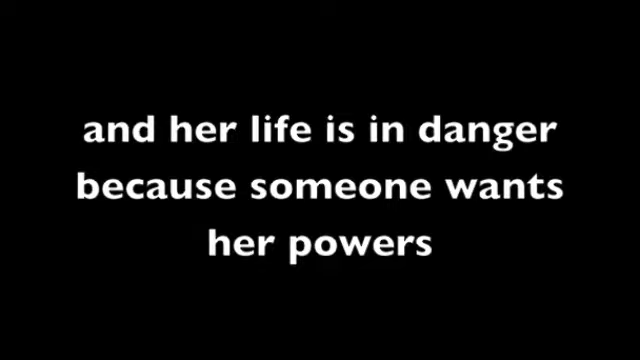 and her life is in danger
because someone wants
her powers